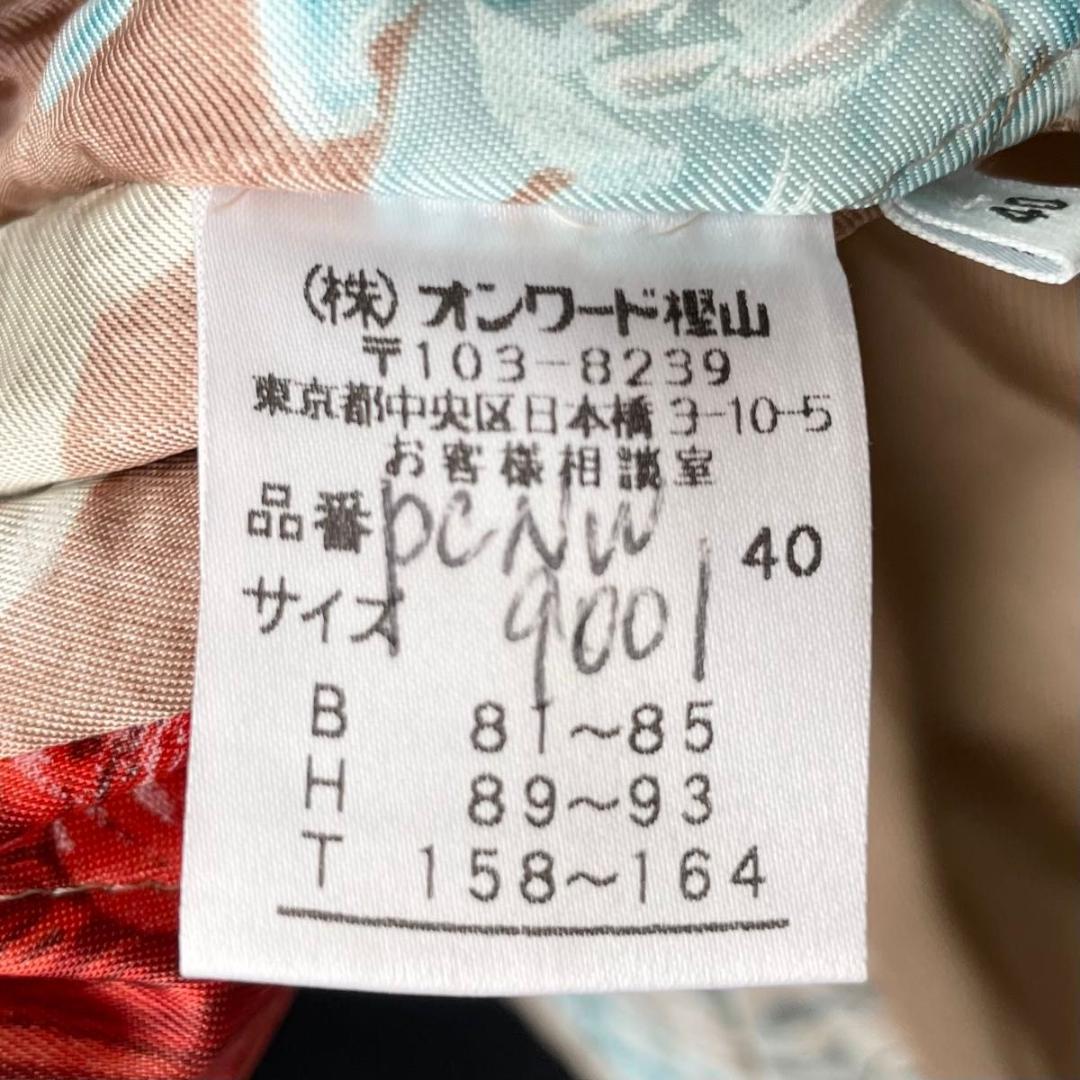 40
(株)オンワード樫山
〒103-8239
東京都中央区日本橋3-10-5
お客様相談室
品番 PCNW
サイズ 9001 40
B 81~85
H 89~93
T 158~164